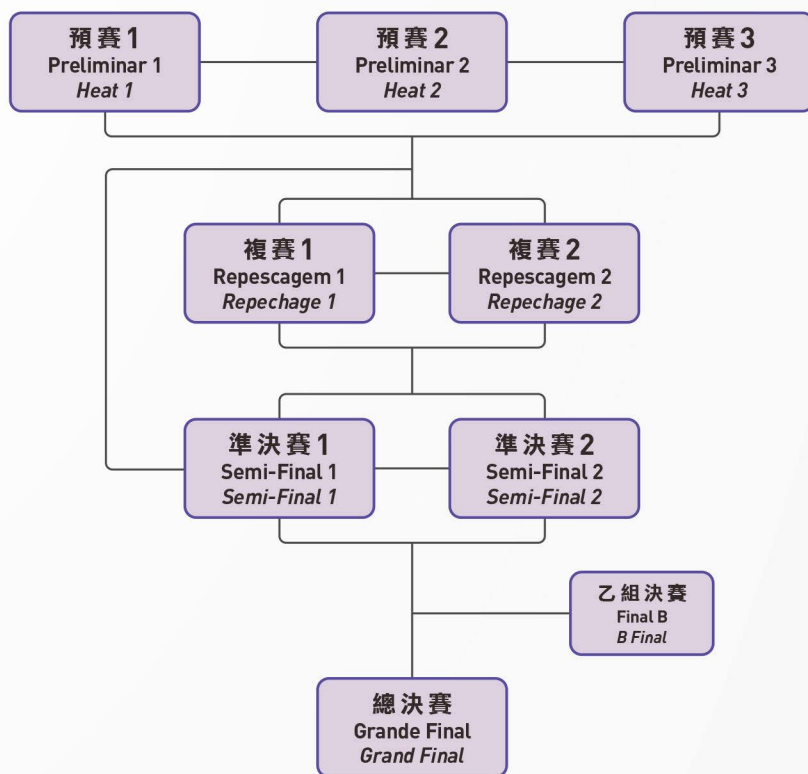 預賽1
Preliminar 1
Heat 1
預賽2
Preliminar 2
Heat 2
預賽3
Preliminar 3
Heat 3
複賽1
Repescagem 1
Repechage 1
複賽2
Repescagem 2
Repechage 2
準決賽1
Semi-Final 1
Semi-Final 1
準決賽2
Semi-Final 2
Semi-Final 2
乙組決賽
Final B
B Final
總決賽
Grande Final
Grand Final